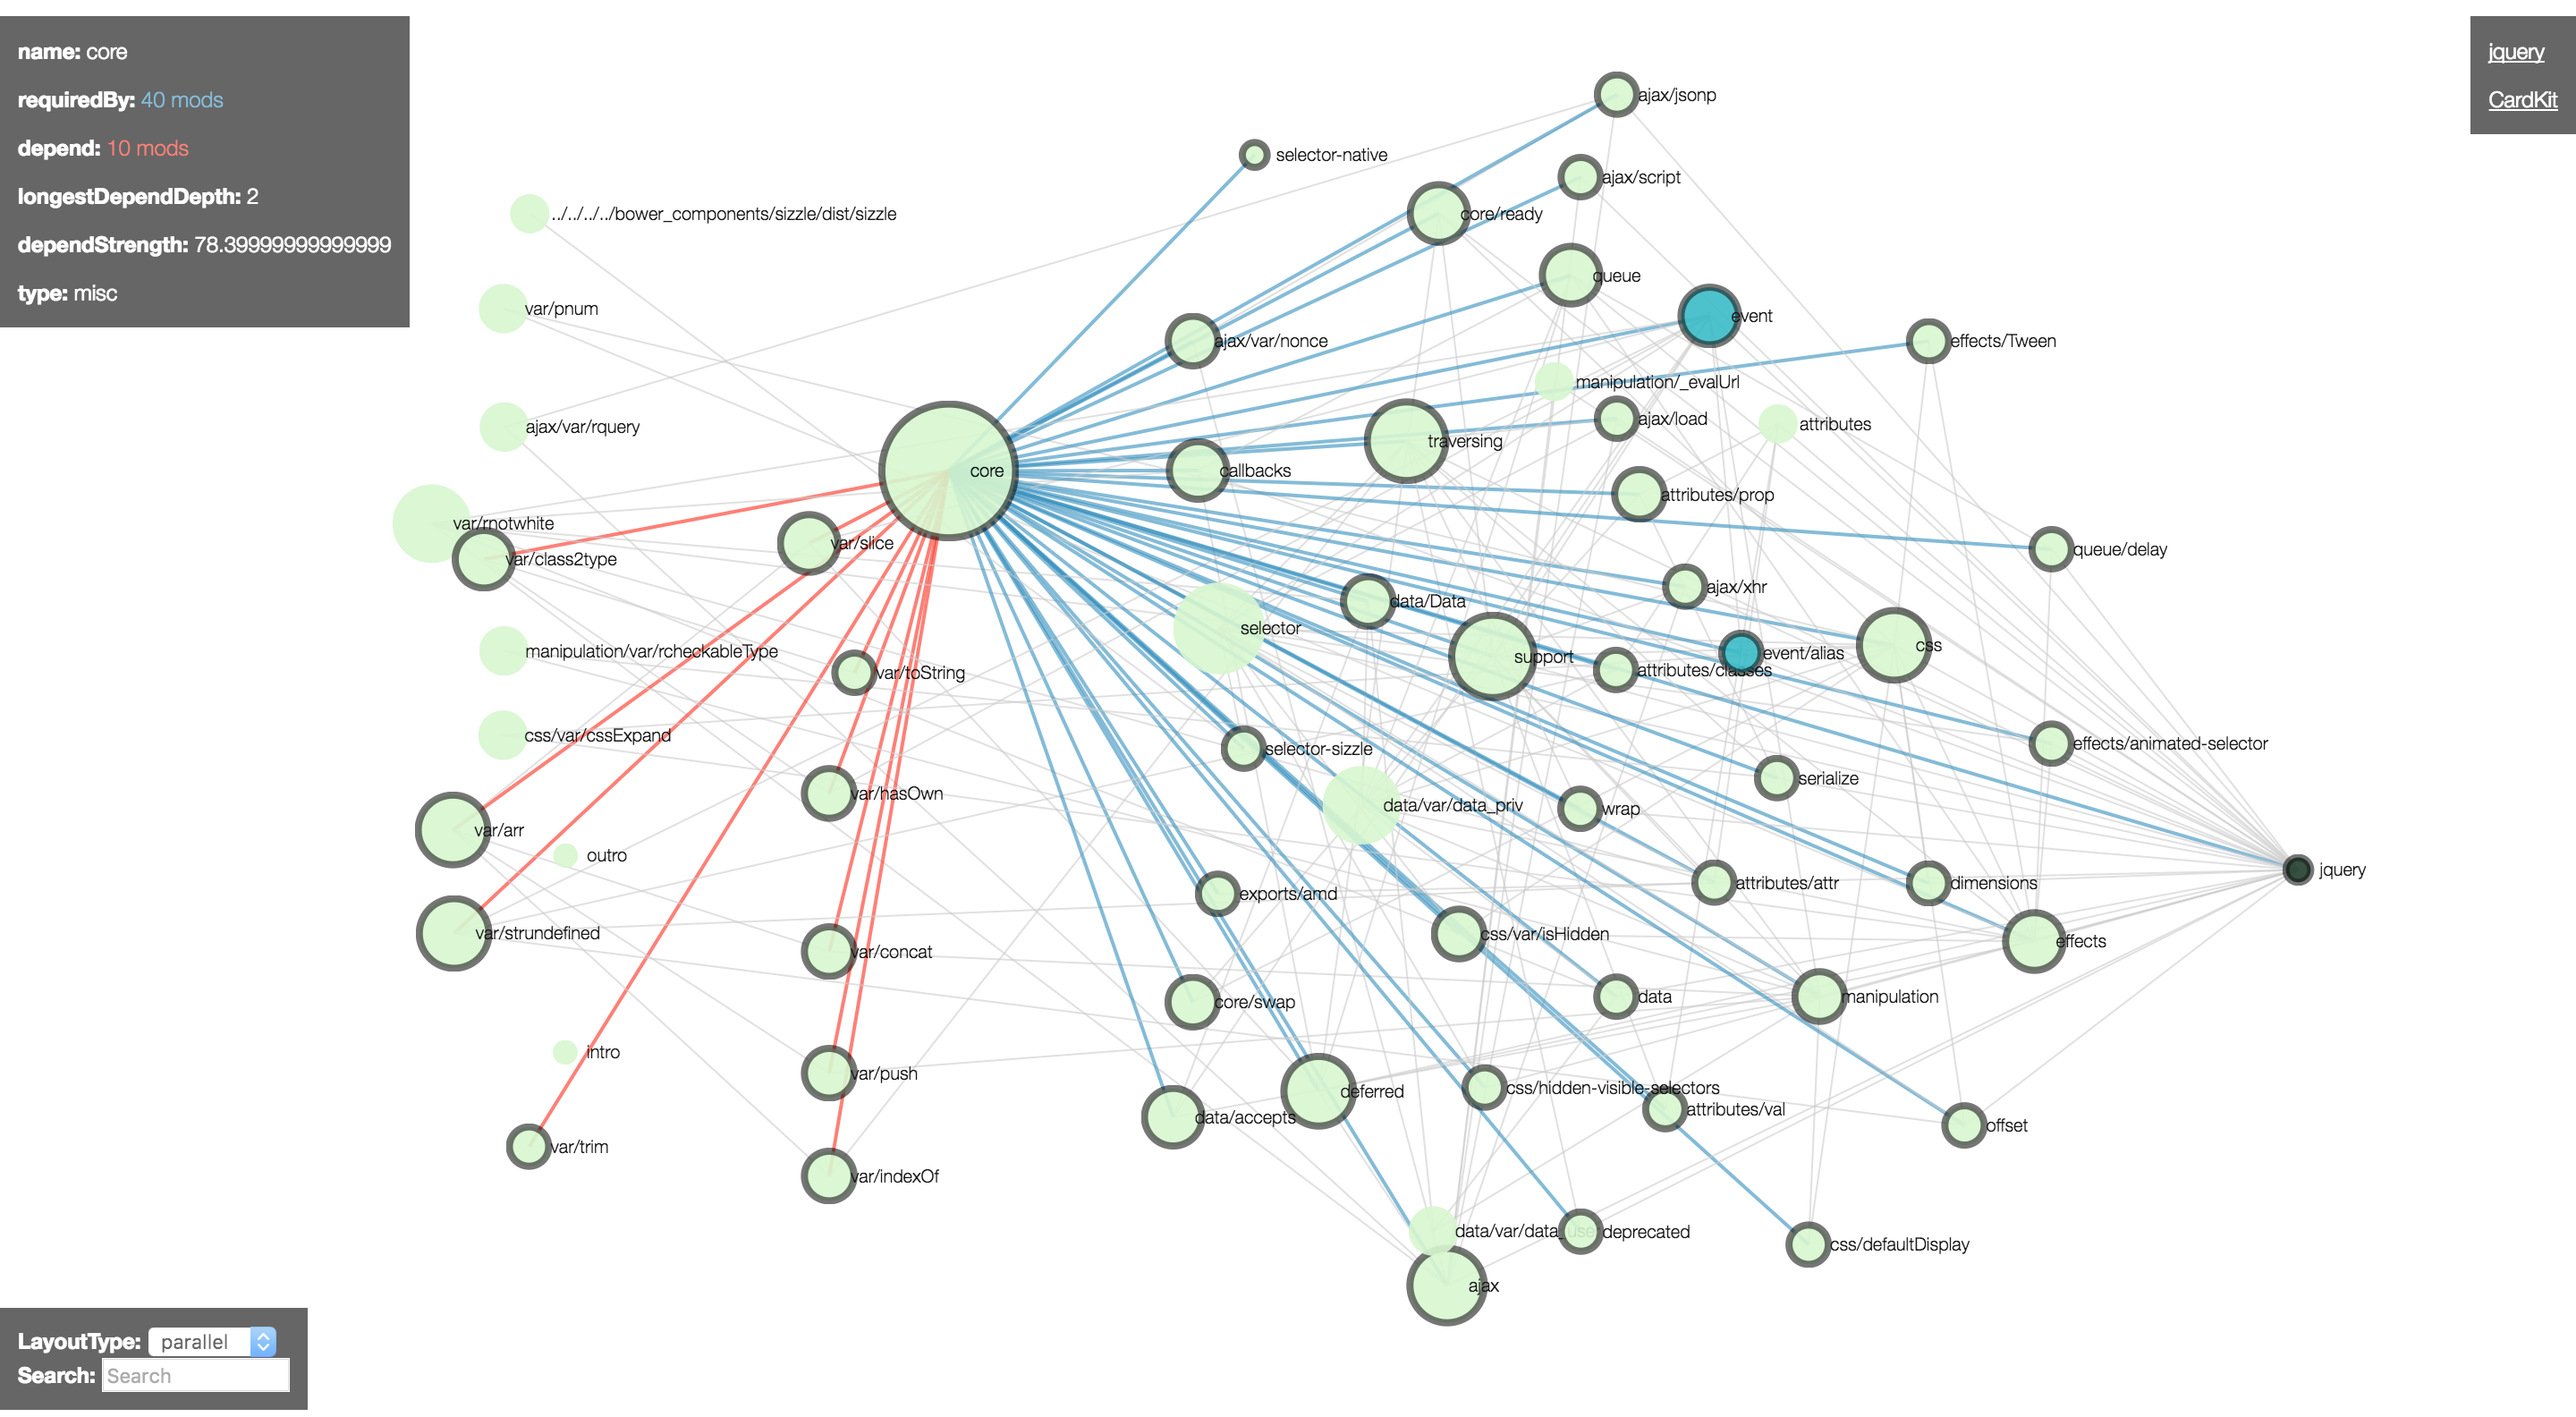 name: core
requiredBy: 40 mods
depend: 10 mods
longestDependDepth: 2
dependStrength: 78.39999999999999
type: misc
jquery
CardKit
ajax/jsonp
selector-native
ajax/script
../../../../bower_components/sizzle/dist/sizzle
core/ready
queue
var/pnum
event
ajax/var/nonce
effects/Tween
manipulation/_evalUrl
ajax/load
attributes
ajax/var/rquery
traversing
core
callbacks
attributes/prop
var/rnotwhite
var/slice
queue/delay
var/class2type
ajax/xhr
data/Data
selector
css
manipulation/var/rcheckableType
event/alias
support
attributes/classes
var/toString
css/var/cssExpand
effects/animated-selector
selector-sizzle
serialize
var/hasOwn
data/var/data_priv
wrap
var/arr
outro
jquery
attributes/attr
dimensions
exports/amd
var/strundefined
css/var/isHidden
effects
var/concat
data
manipulation
core/swap
intro
var/push
css/hidden-visible-selectors
deferred
attributes/val
data/accepts
offset
var/trim
var/indexOf
data/var/data_user
deprecated
css/defaultDisplay
ajax
LayoutType: parallel
Search: Search